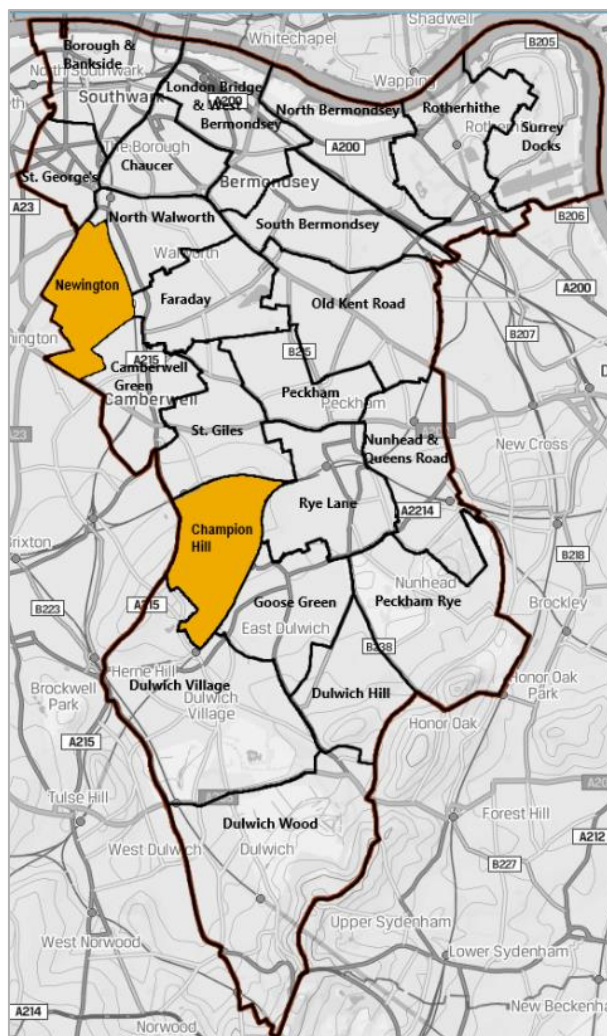 Shadwell
B205
Borough &
Bankside
Whitechapel
North Southwark
Southwark
London Bridge
& West
Bermondsey
A200
Wapping
North Bermondsey
Rotherhithe
Surrey
Docks
The Borough
A200
Chaucer
St. George's
Bermondsey
A23
North Walworth
South Bermondsey
B206
Walworth
Newington
Faraday
Old Kent Road
A200
B207
A215
B215
Camberwell
Green
Camberwell
Peckham
Peckham
St. Giles
Nunhead &
Queens Road
New Cross
Rye Lane
A2214
Champion
Hill
Brixton
B218
Nunhead
A215
B223
Goose Green
Peckham Rye
Brockley
East Dulwich
B238
Herne Hill
Dulwich Village
Dulwich
Village
Dulwich Hill
Honor Oak
Park
Brockwell
Park
Honor Oak
A215
Tulse Hill
Forest Hill
Dulwich Wood
A212
West Dulwich
Dulwich
B227
Upper Sydenham
West Norwood
Lower Sydenham
A214
Norwood
New Beckenham